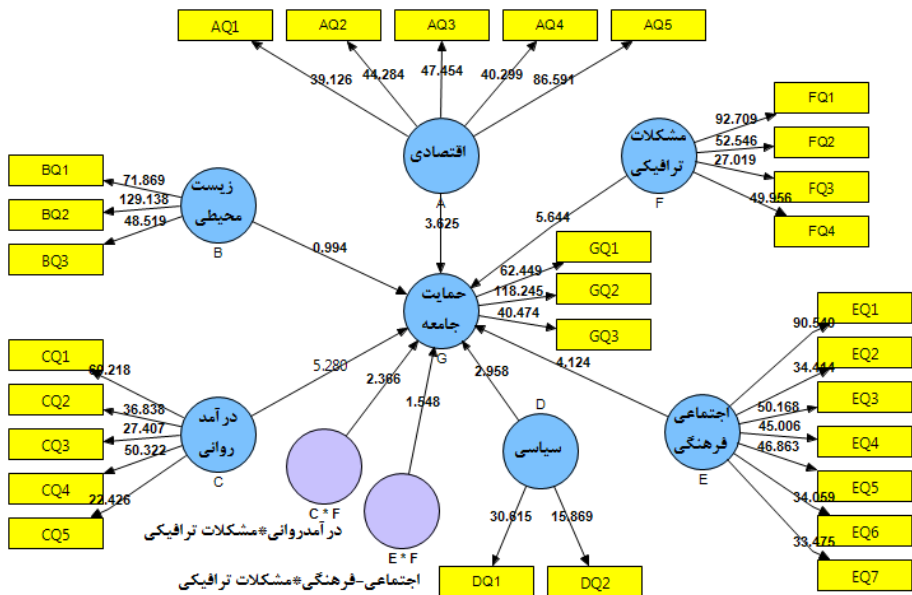 AQ1 AQ2 AQ3 AQ4 AQ5
39.126 44.284 47.454 40.299 86.591
اقتصادی
A
3.625
مشکلات
ترافیکی
F
FQ1
92.709
FQ2
52.546
FQ3
27.019
FQ4
49.956
5.644
BQ1
71.869
BQ2
129.138
BQ3
48.519
زیست
محیطی
B
0.994
حمایت
جامعه
G
GQ1
62.449
GQ2
118.245
GQ3
40.474
CQ1
69.218
CQ2
36.838
CQ3
27.407
CQ4
50.322
CQ5
22.426
درآمد
روانی
C
5.280
2.366
1.548
2.958
4.124
C * F
درآمدروانی*مشکلات ترافیکی
E * F
اجتماعی-فرهنگی*مشکلات ترافیکی
D
سیاسی
30.615 15.869
DQ1 DQ2
اجتماعی
فرهنگی
E
EQ1
90.540
EQ2
34.444
EQ3
50.168
EQ4
45.006
EQ5
46.863
EQ6
34.059
EQ7
33.475